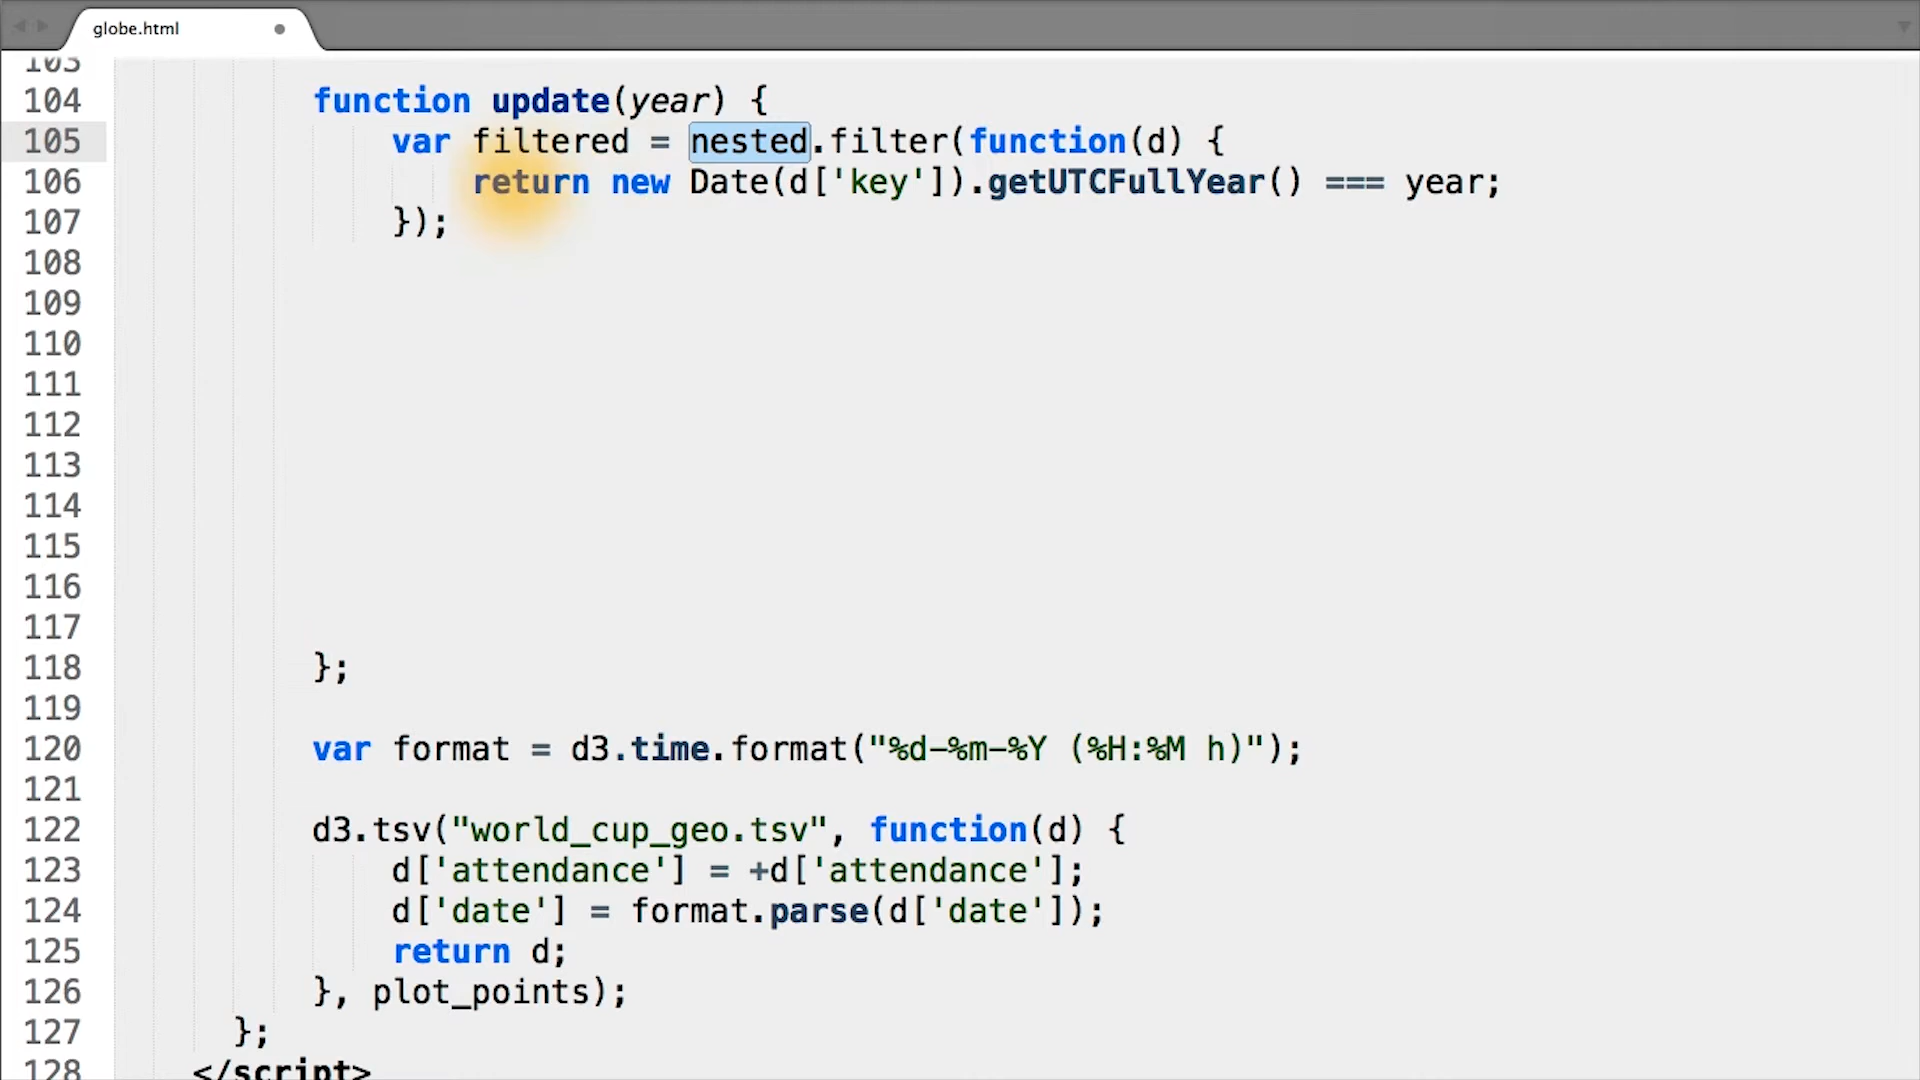 globe.html
103
104 function update(year) {
105 var filtered = nested.filter(function(d) {
106 return new Date(d['key']).getUTCFullYear() === year;
107 });
108
109
110
111
112
113
114
115
116
117
118 };
119
120 var format = d3.time.format("%d-%m-%Y (%H:%M h)");
121
122 d3.tsv("world_cup_geo.tsv", function(d) {
123 d['attendance'] = +d['attendance'];
124 d['date'] = format.parse(d['date']);
125 return d;
126 }, plot_points);
127 };
128 </script>